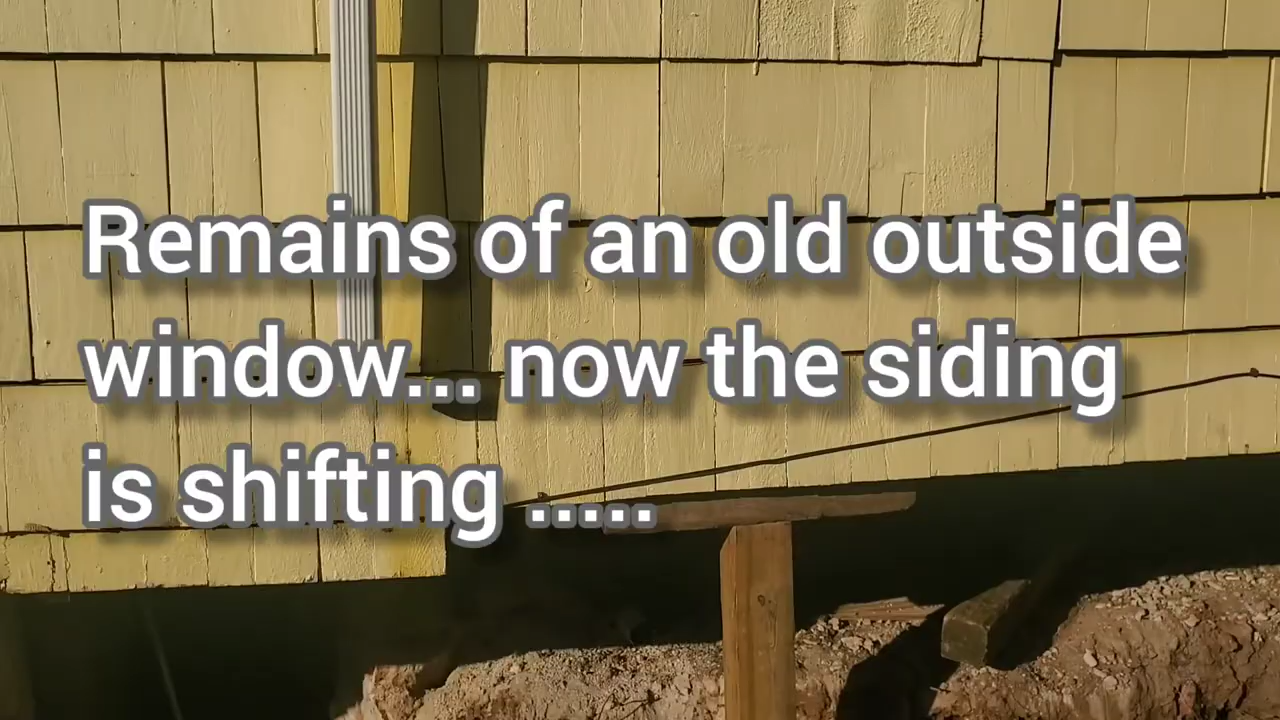 Remains of an old outside
window... now the siding
is shifting .....